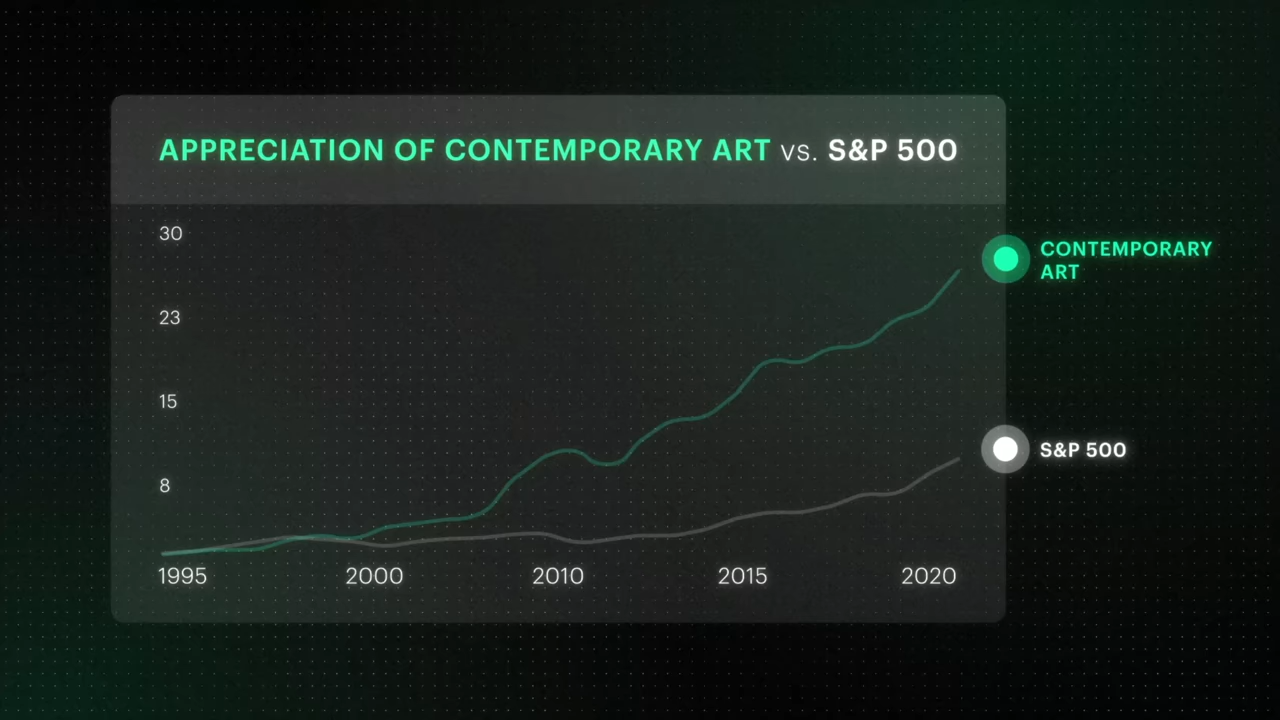 APPRECIATION OF CONTEMPORARY ART vs. S&P 500
30
23
15
8
1995 2000 2010 2015 2020
CONTEMPORARY
ART
S&P 500